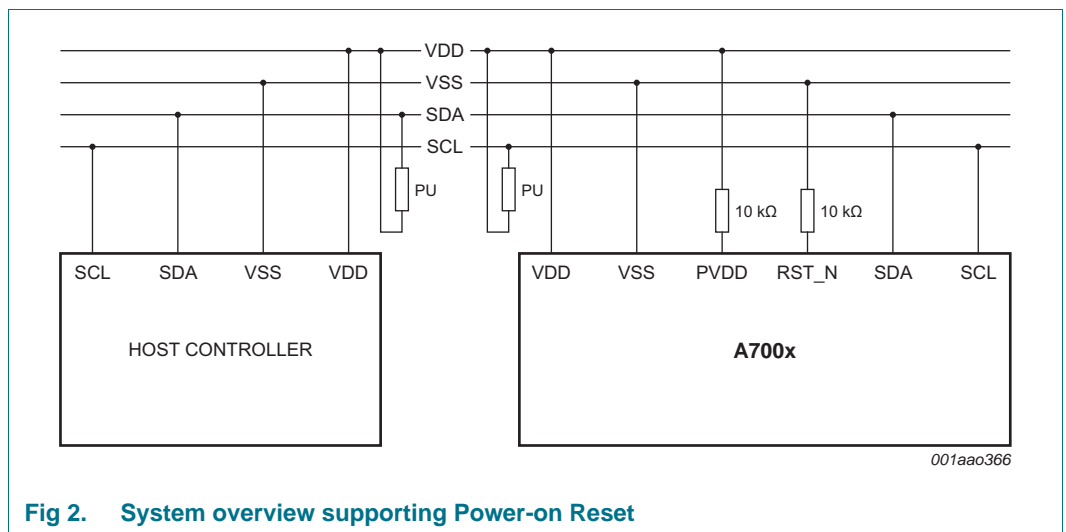 VDD
VSS
SDA
SCL
PU
PU
10 kΩ
10 kΩ
SCL SDA VSS VDD
VDD VSS PVDD RST_N SDA SCL
HOST CONTROLLER
A700x
001aao366
Fig 2. System overview supporting Power-on Reset